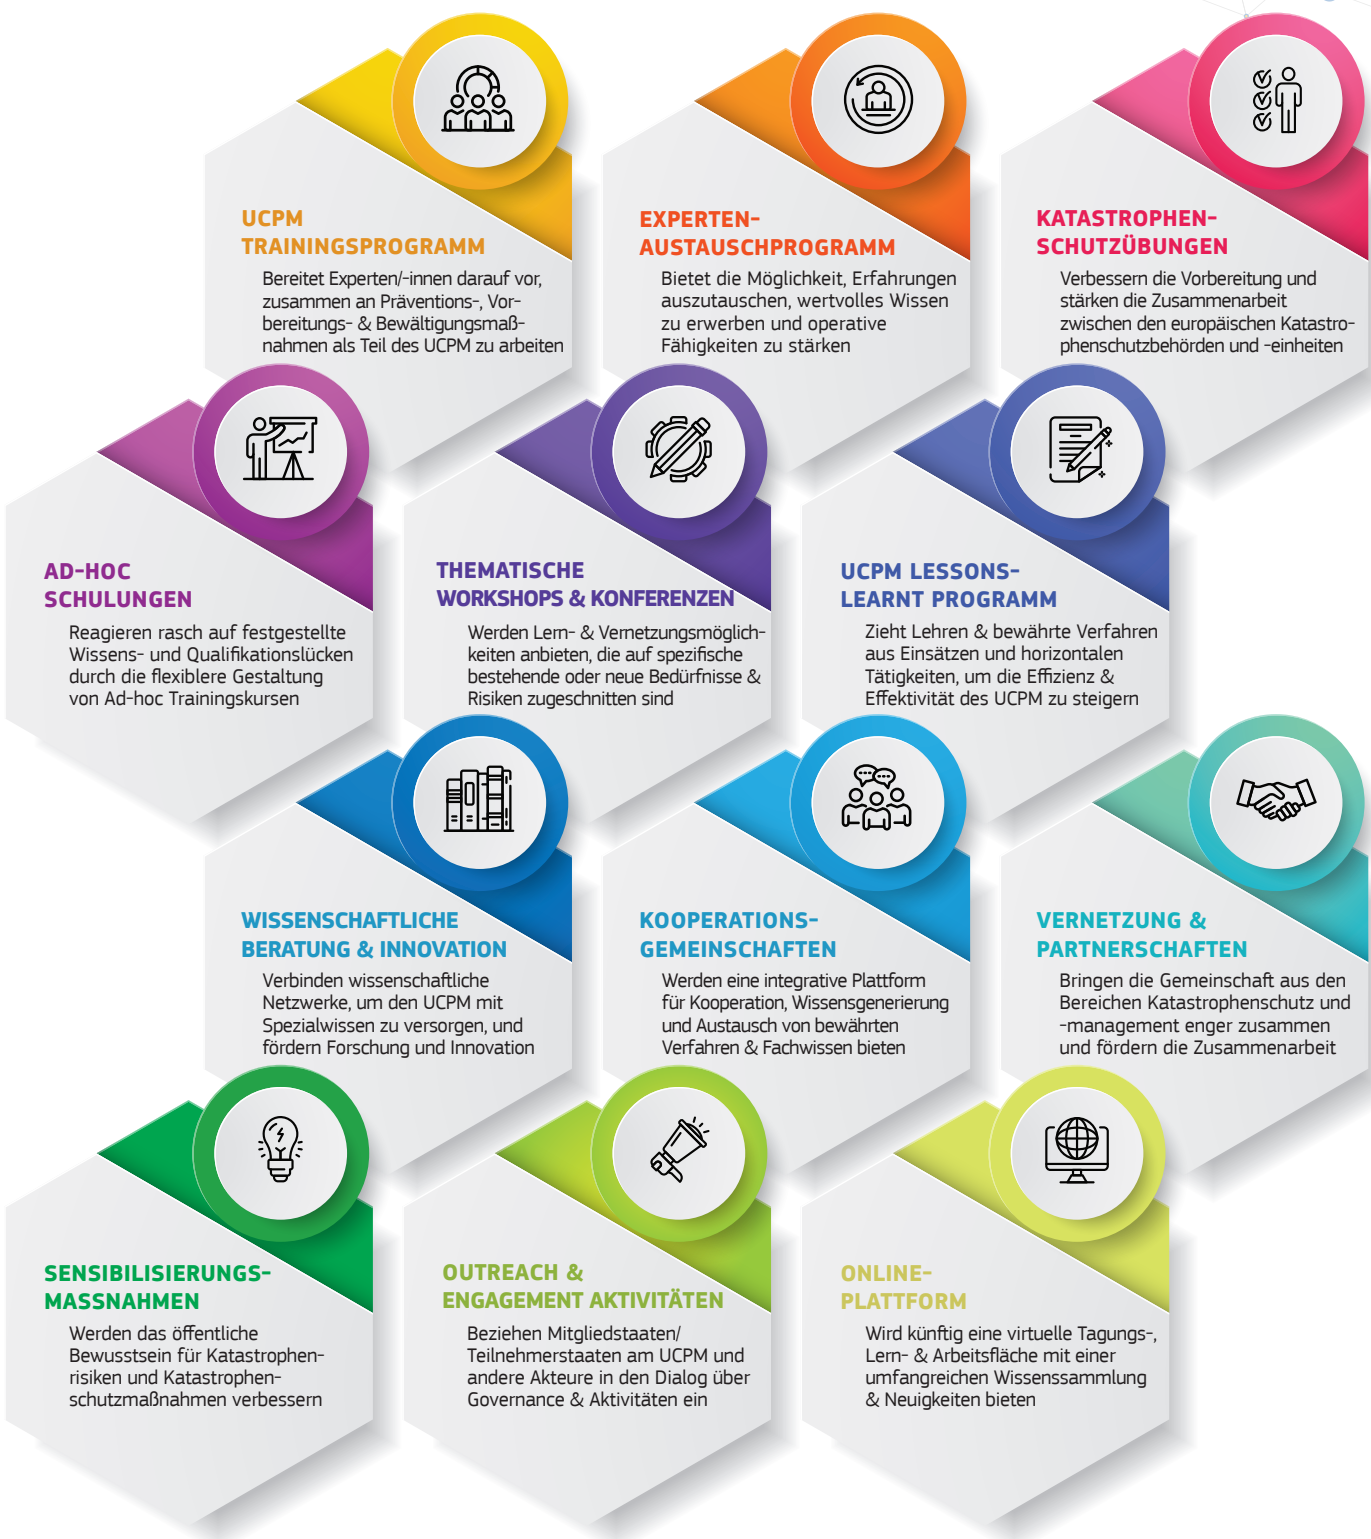 UCPM
TRAININGSPROGRAMM
Bereitet Experten/-innen darauf vor,
zusammen an Präventions-, Vor-
bereitungs- & Bewältigungsmaß-
nahmen als Teil des UCPM zu arbeiten
EXPERTEN-
AUSTAUSCHPROGRAMM
Bietet die Möglichkeit, Erfahrungen
auszutauschen, wertvolles Wissen
zu erwerben und operative
Fähigkeiten zu stärken
KATASTROPHEN-
SCHUTZÜBUNGEN
Verbessern die Vorbereitung und
stärken die Zusammenarbeit
zwischen den europäischen Katastro-
phenschutzbehörden und -einheiten
AD-HOC
SCHULUNGEN
Reagieren rasch auf festgestellte
Wissens- und Qualifikationslücken
durch die flexiblere Gestaltung
von Ad-hoc Trainingskursen
THEMATISCHE
WORKSHOPS & KONFERENZEN
Werden Lern- & Vernetzungsmöglich-
keiten anbieten, die auf spezifische
bestehende oder neue Bedürfnisse &
Risiken zugeschnitten sind
UCPM LESSONS-
LEARNT PROGRAMM
Zieht Lehren & bewährte Verfahren
aus Einsätzen und horizontalen
Tätigkeiten, um die Effizienz &
Effektivität des UCPM zu steigern
WISSENSCHAFTLICHE
BERATUNG & INNOVATION
Verbinden wissenschaftliche
Netzwerke, um den UCPM mit
Spezialwissen zu versorgen, und
fördern Forschung und Innovation
KOOPERATIONS-
GEMEINSCHAFTEN
Werden eine integrative Plattform
für Kooperation, Wissensgenerierung
und Austausch von bewährten
Verfahren & Fachwissen bieten
VERNETZUNG &
PARTNERSCHAFTEN
Bringen die Gemeinschaft aus den
Bereichen Katastrophenschutz und
-management enger zusammen
und fördern die Zusammenarbeit
SENSIBILISIERUNGS-
MASSNAHMEN
Werden das öffentliche
Bewusstsein für Katastrophen-
risiken und Katastrophen-
schutzmaßnahmen verbessern
OUTREACH &
ENGAGEMENT AKTIVITÄTEN
Beziehen Mitgliedstaaten/
Teilnehmerstaaten am UCPM und
andere Akteure in den Dialog über
Governance & Aktivitäten ein
ONLINE-
PLATTFORM
Wird künftig eine virtuelle Tagungs-,
Lern- & Arbeitsfläche mit einer
umfangreichen Wissenssammlung
& Neuigkeiten bieten